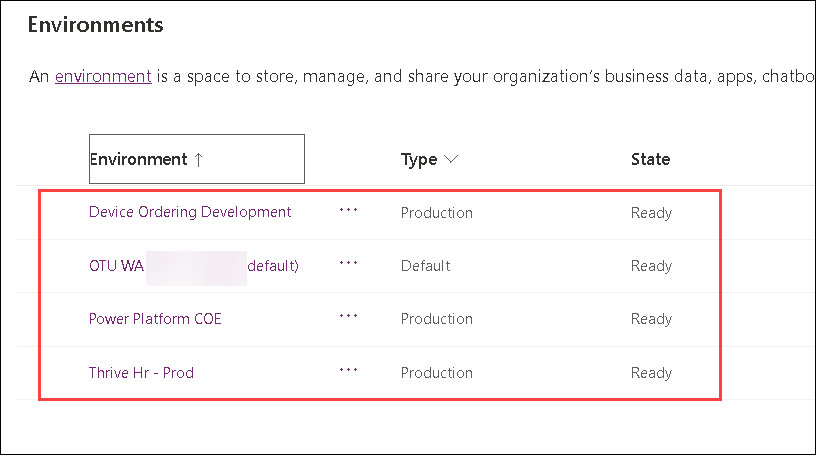 Environments
An environment is a space to store, manage, and share your organization's business data, apps, chatbo
Environment ↑ Type State
Device Ordering Development ... Production Ready
OTU WA default) ... Default Ready
Power Platform COE ... Production Ready
Thrive Hr - Prod ... Production Ready